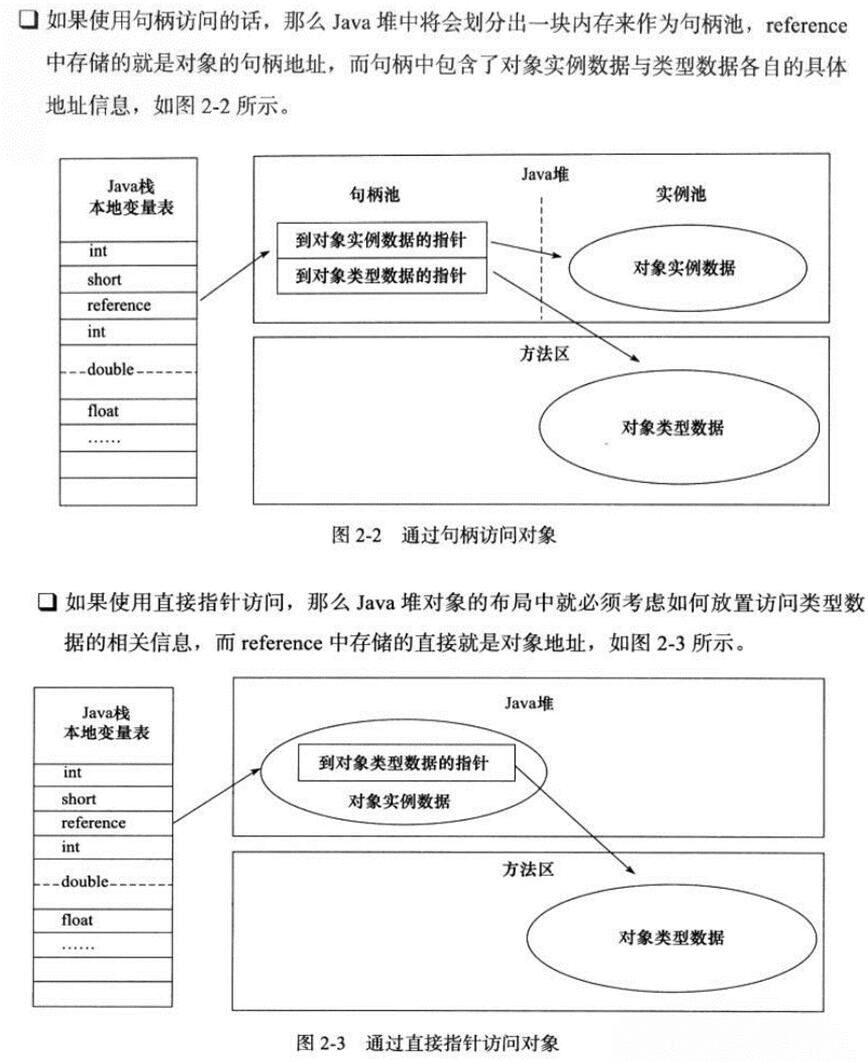 ❑ 如果使用句柄访问的话，那么 Java 堆中将会划分出一块内存来作为句柄池，reference
中存储的就是对象的句柄地址，而句柄中包含了对象实例数据与类型数据各自的具体
地址信息，如图 2-2 所示。
Java栈
本地变量表
int
short
reference
int
double
float
……
Java堆
句柄池
实例池
到对象实例数据的指针
到对象类型数据的指针
对象实例数据
方法区
对象类型数据
图 2-2 通过句柄访问对象
❑ 如果使用直接指针访问，那么 Java 堆对象的布局中就必须考虑如何放置访问类型数
据的相关信息，而 reference 中存储的直接就是对象地址，如图 2-3 所示。
Java栈
本地变量表
int
short
reference
int
double
float
……
Java堆
到对象类型数据的指针
对象实例数据
方法区
对象类型数据
图 2-3 通过直接指针访问对象